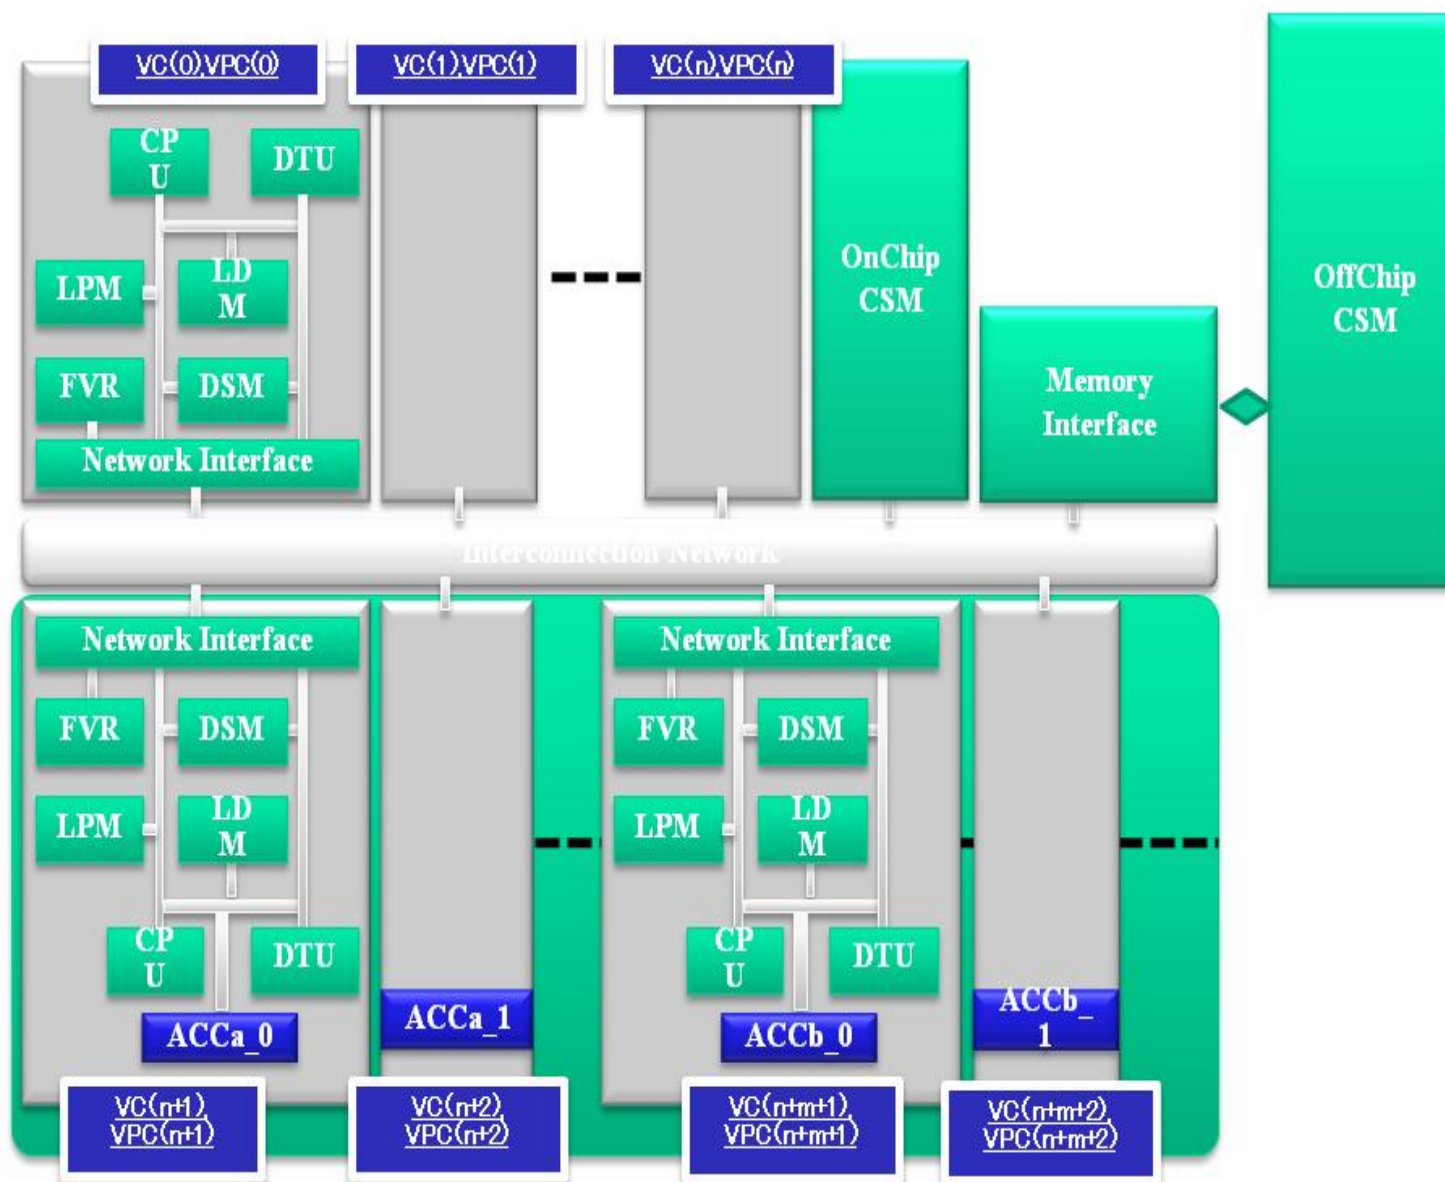 VC(0),VPC(0)
VC(1),VPC(1)
VC(n),VPC(n)
CP
U
DTU
LPM
LD
M
FVR
DSM
Network Interface
OnChip
CSM
Memory
Interface
OffChip
CSM
Interconnection Network
Network Interface
FVR
DSM
LPM
LD
M
CP
U
DTU
ACCa_0
ACCa_1
Network Interface
FVR
DSM
LPM
LD
M
CP
U
DTU
ACCb_0
ACCb_
1
VC(n+1),
VPC(n+1)
VC(n+2),
VPC(n+2)
VC(n+m+1),
VPC(n+m+1)
VC(n+m+2),
VPC(n+m+2)